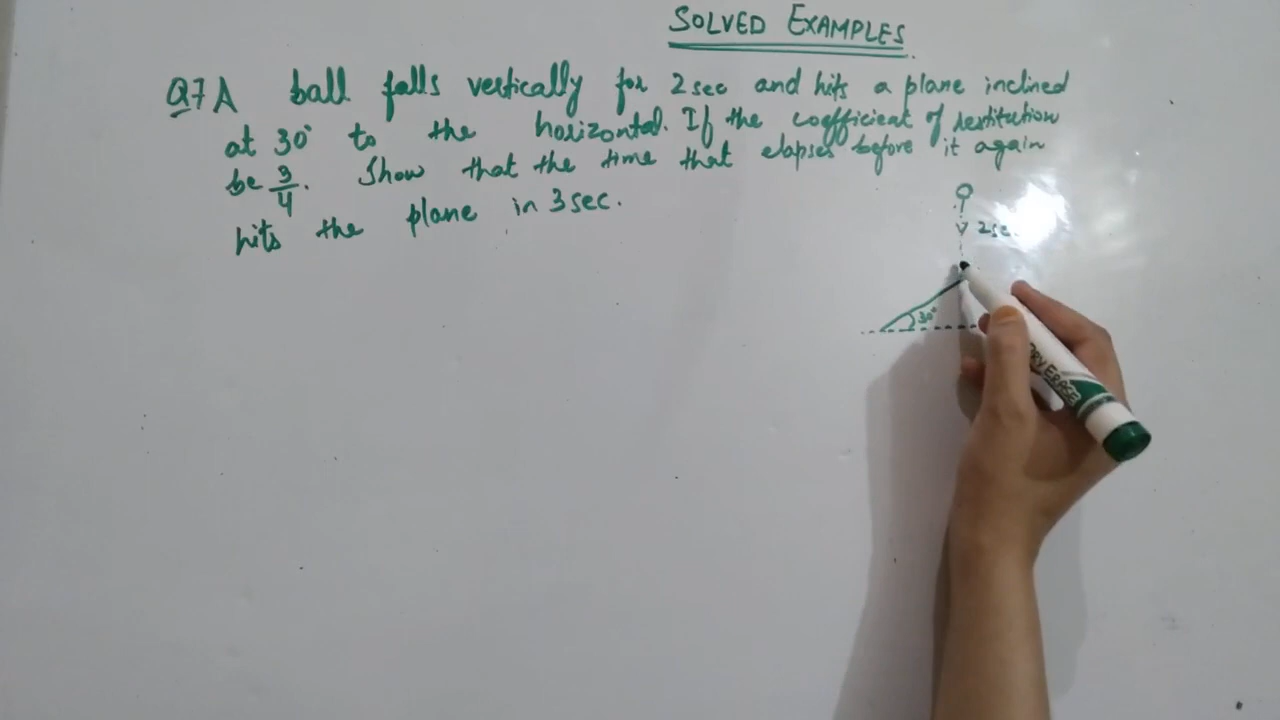 SOLVED EXAMPLES
Q7 A ball falls vertically for 2 sec and hits a plane inclined
at 30° to the horizontal. If the coefficient of restitution
be 3/4. Show that the time that elapses before it again
hits the plane in 3 sec.
2 sec
30°
DRY ERASE